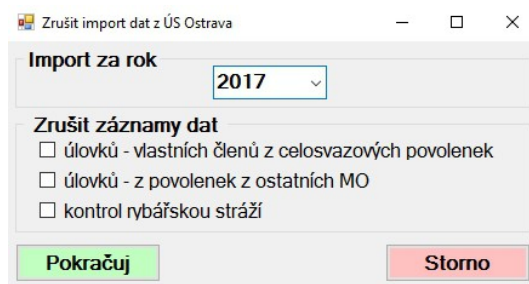 Zrušit import dat z ÚS Ostrava
Import za rok
2017
Zrušit záznamy dat
úlovků - vlastních členů z celosvazových povolenek
úlovků - z povolenek z ostatních MO
kontrol rybářskou stráží
Pokračuj Storno